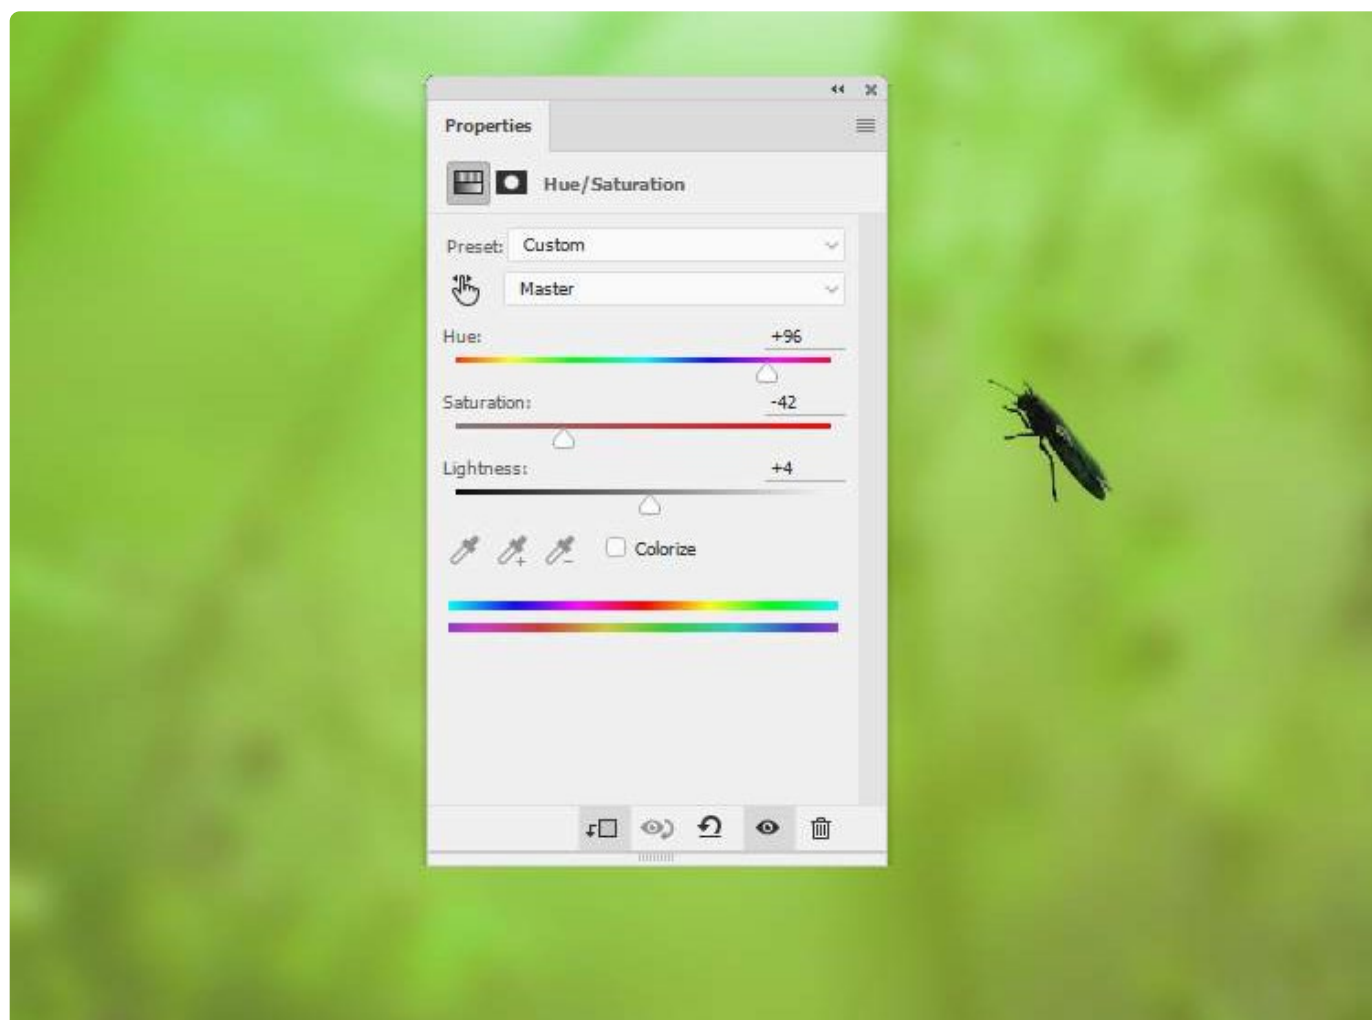 Properties
Hue/Saturation
Preset: Custom
Master
Hue: +96
Saturation: -42
Lightness: +4
Colorize